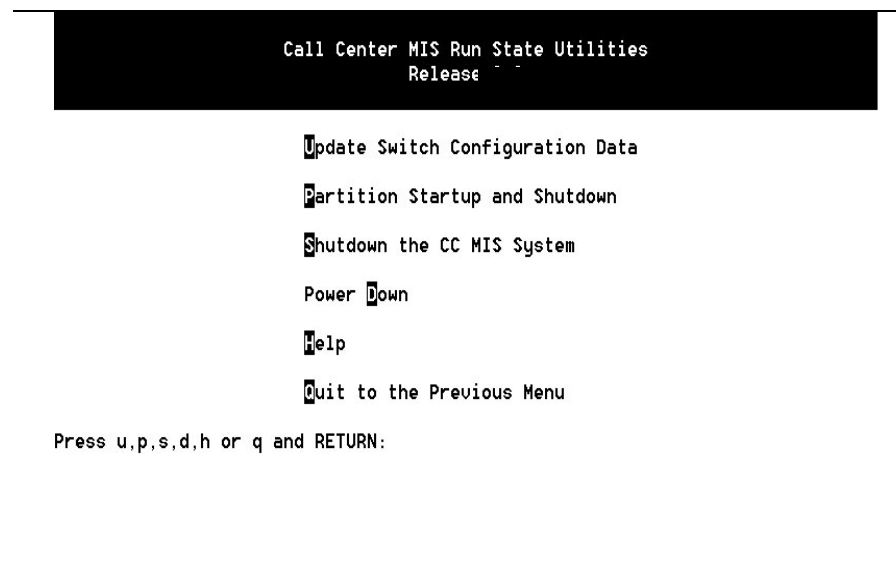 Call Center MIS Run State Utilities
Release
Update Switch Configuration Data
Partition Startup and Shutdown
Shutdown the CC MIS System
Power Down
Help
Quit to the Previous Menu
Press u,p,s,d,h or q and RETURN: